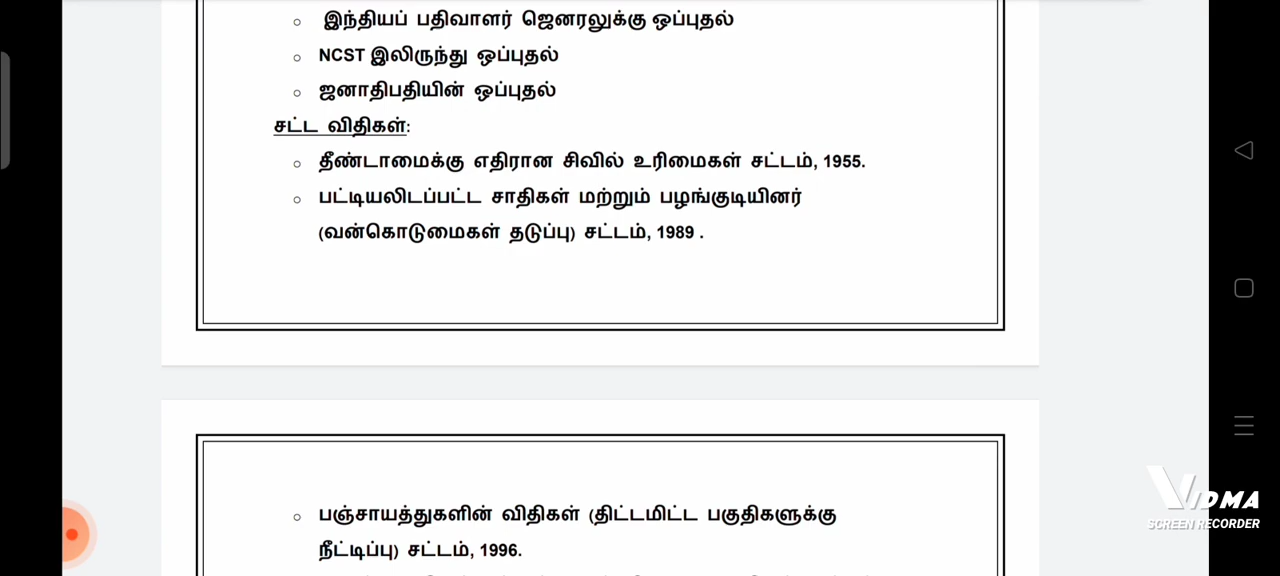 இந்தியப் பதிவாளர் ஜெனரலுக்கு ஒப்புதல்
NCST இலிருந்து ஒப்புதல்
ஜனாதிபதியின் ஒப்புதல்
சட்ட விதிகள்:
தீண்டாமைக்கு எதிரான சிவில் உரிமைகள் சட்டம், 1955.
பட்டியலிடப்பட்ட சாதிகள் மற்றும் பழங்குடியினர்
(வன்கொடுமைகள் தடுப்பு) சட்டம், 1989 .
பஞ்சாயத்துகளின் விதிகள் (திட்டமிட்ட பகுதிகளுக்கு
நீட்டிப்பு) சட்டம், 1996.
VIDMA
SCREEN RECORDER